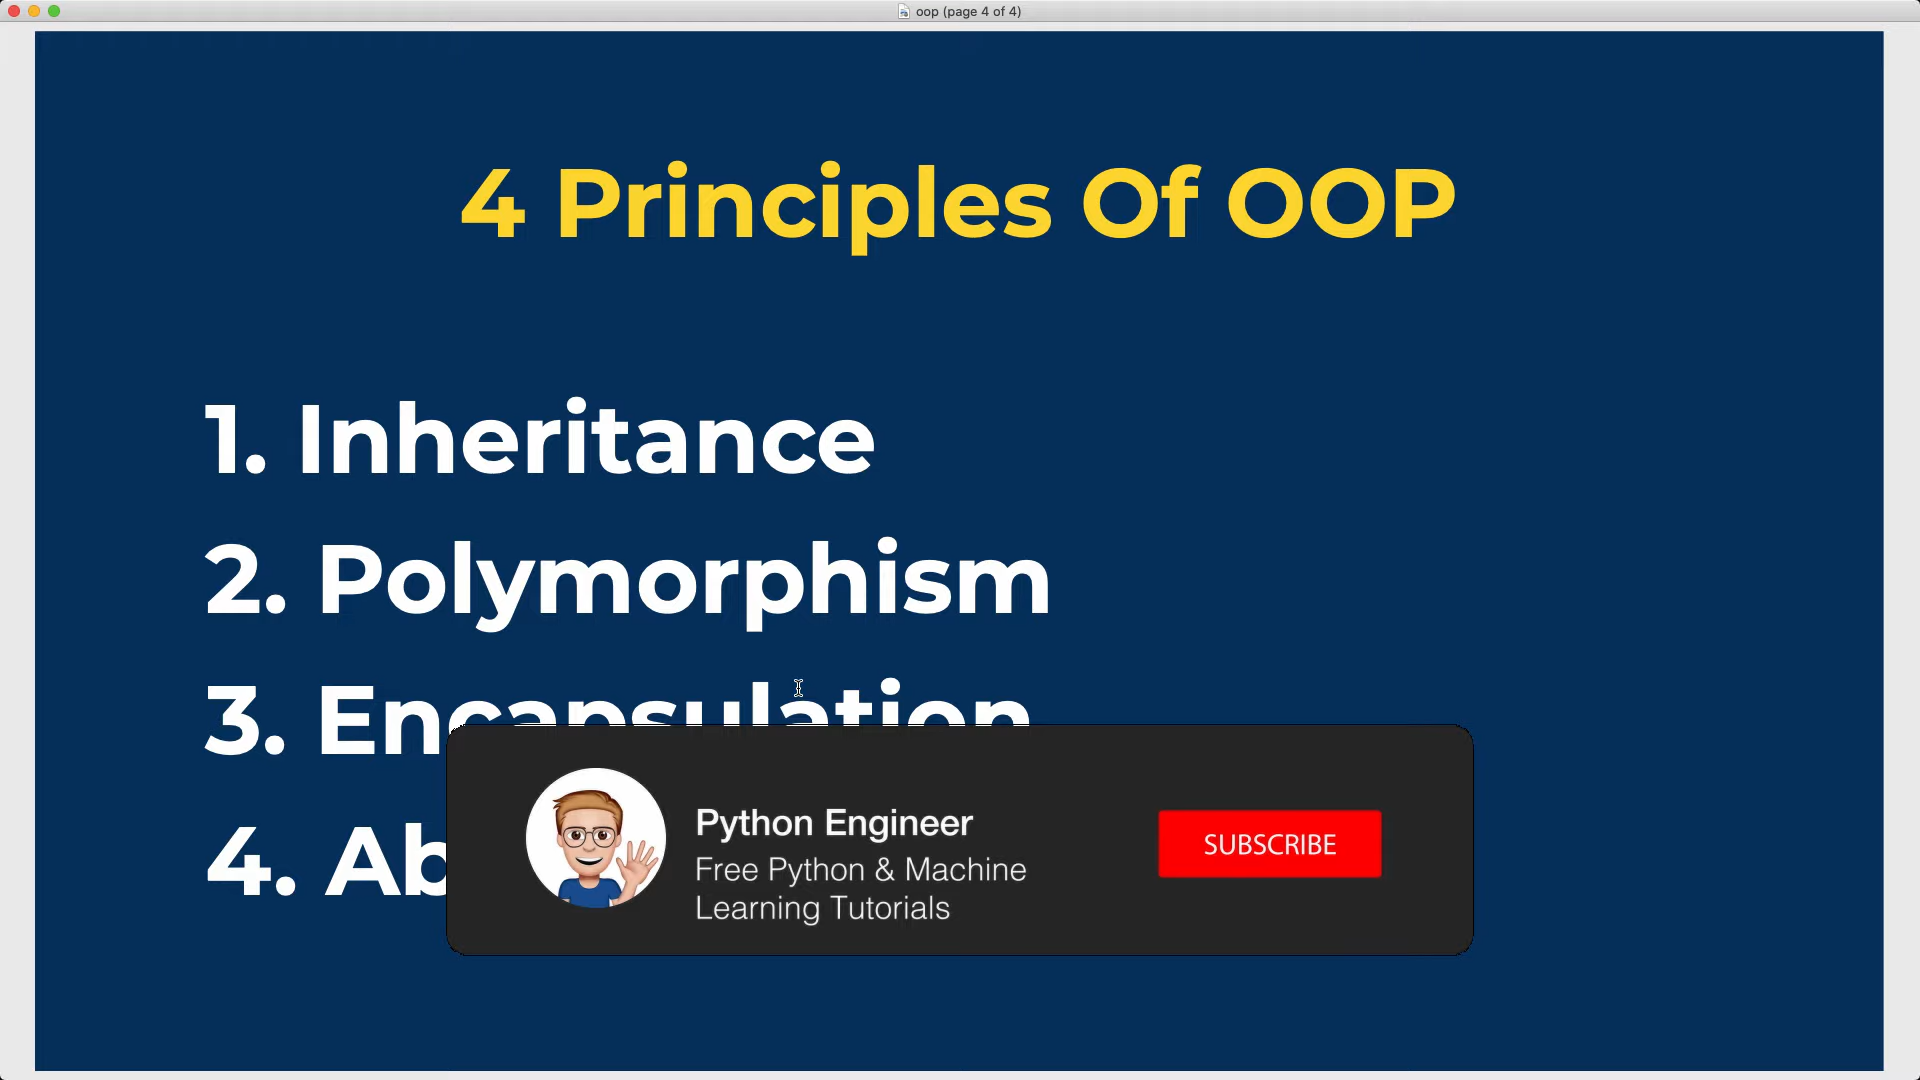 oop (page 4 of 4)
4 Principles Of OOP
1. Inheritance
2. Polymorphism
3. Encapsulation
4. Ab
Python Engineer
Free Python & Machine
Learning Tutorials
SUBSCRIBE